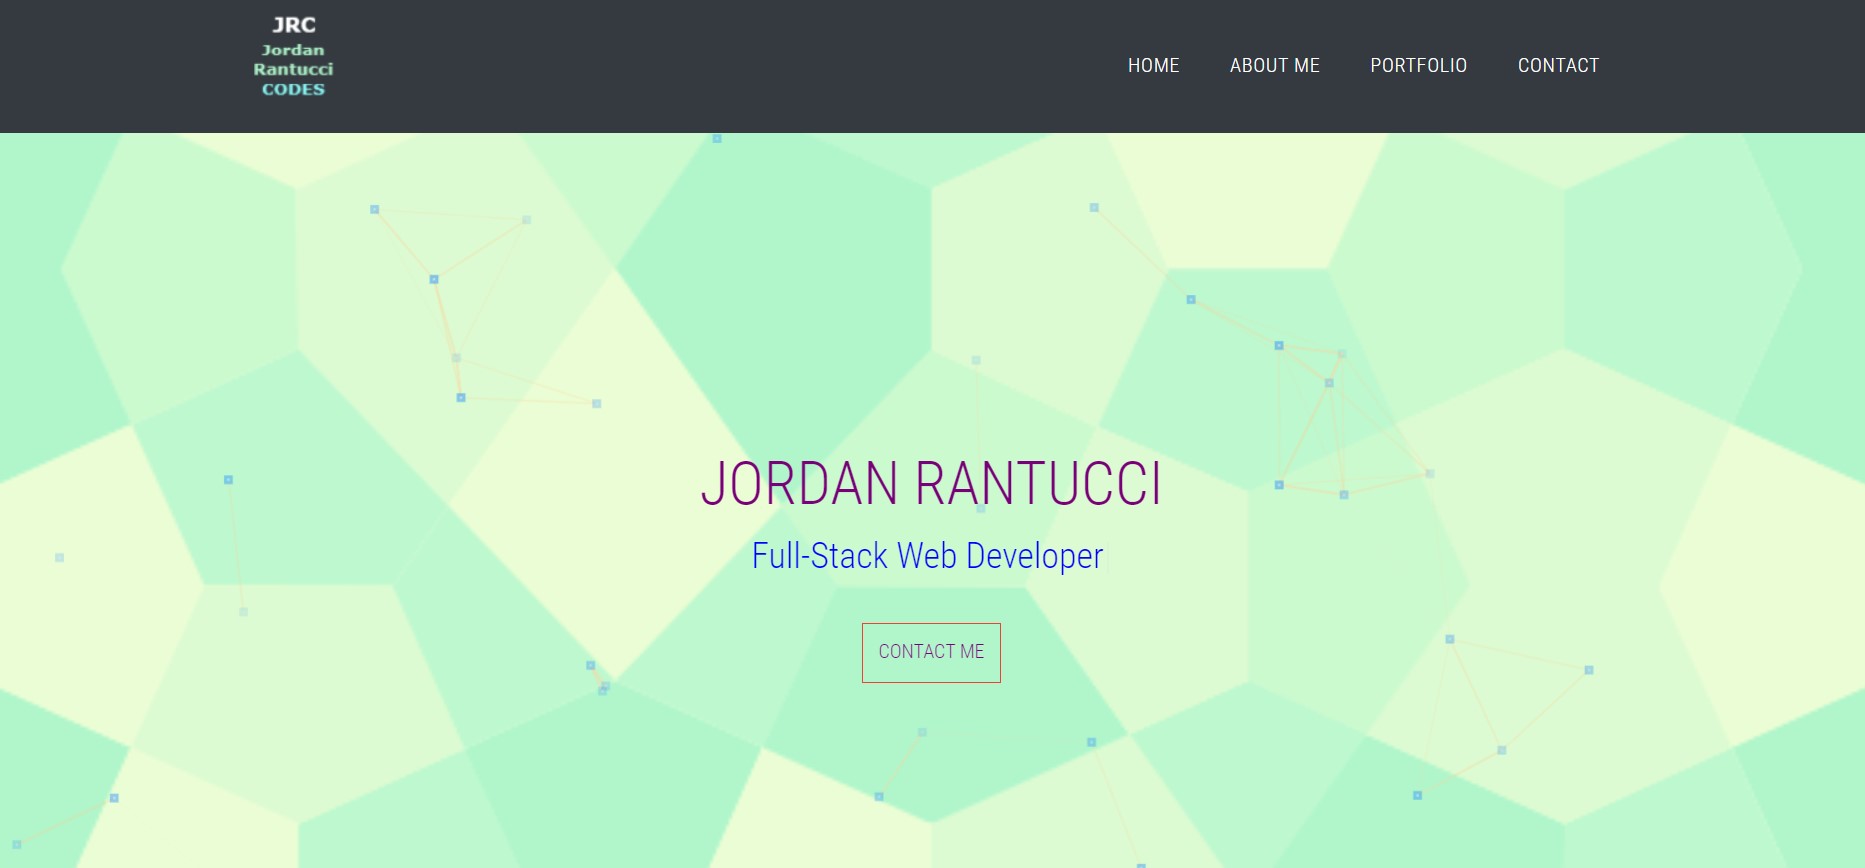 JRC
Jordan
Rantucci
CODES
HOME ABOUT ME PORTFOLIO CONTACT
JORDAN RANTUCCI
Full-Stack Web Developer
CONTACT ME